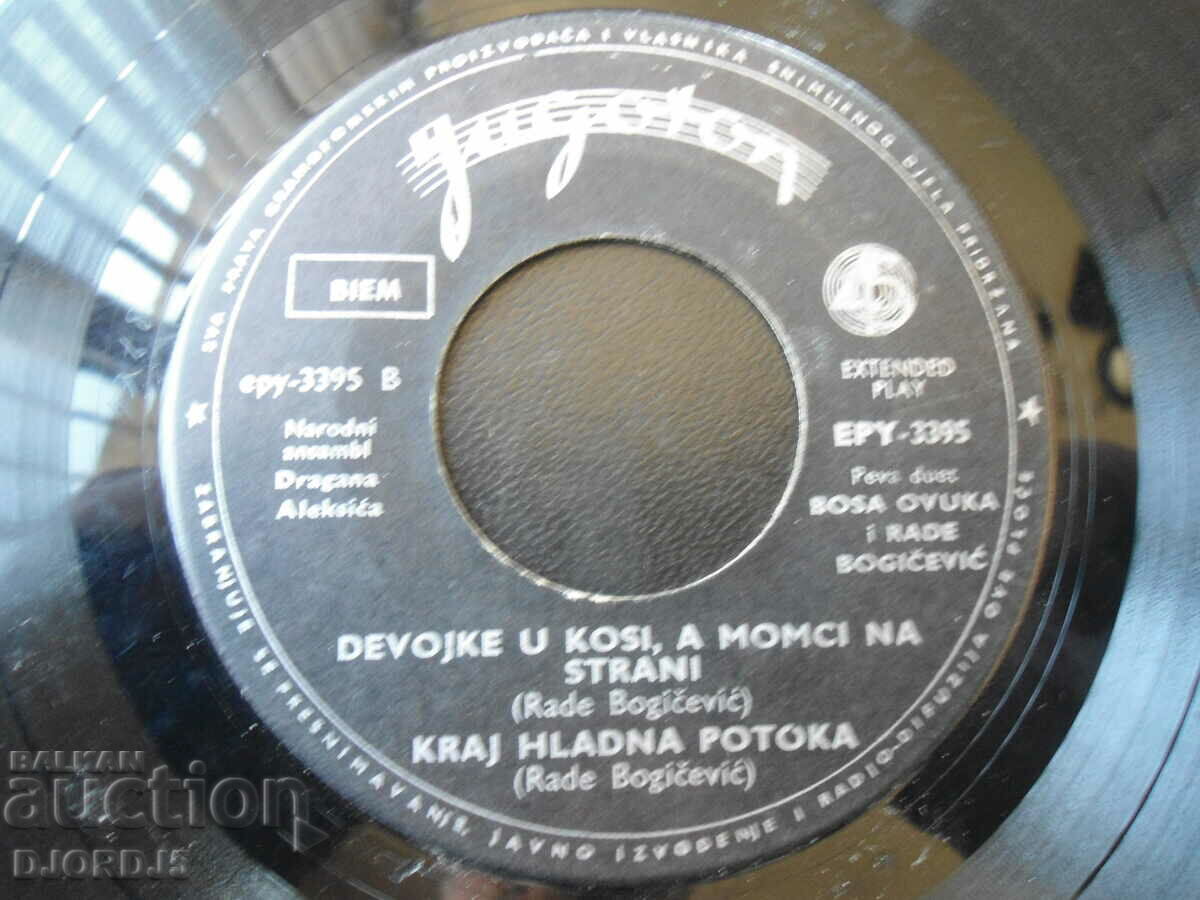 SVA PRAVA GRAMOFONSKIH PROIZVOĐAČA I VLASNIKA SNIMLJENOG DJELA PRIDRŽANA
jugoton
BIEM
45
epy-3395 B
Narodni
ansambl
Dragana
Aleksića
EXTENDED
PLAY
EPY-3395
Peva duet
BOSA OVUKA
i RADE
BOGIČEVIĆ
DEVOJKE U KOSI, A MOMCI NA
STRANI
(Rade Bogičević)
KRAJ HLADNA POTOKA
(Rade Bogičević)
ZABRANJUJE SE PRESNIMAVANJE, JAVNO IZVOĐENJE I RADIO-DIFUZIJA OVE PLOČE
BALKAN
auction
DJORDJ5